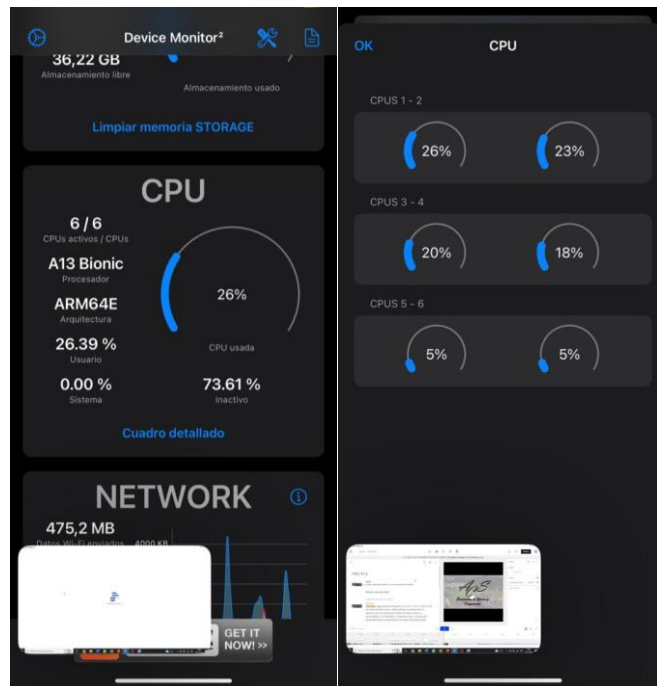 Device Monitor²
36,22 GB
Almacenamiento libre
Almacenamiento usado
Limpiar memoria STORAGE
CPU
6 / 6
CPUs activos / CPUs
A13 Bionic
Procesador
ARM64E
Arquitectura
26.39 %
Usuario
0.00 %
Sistema
26%
CPU usada
73.61 %
Inactivo
Cuadro detallado
NETWORK
475,2 MB
Datos Wi-Fi enviados
4000 KB
GET IT
NOW! >>
OK
CPU
CPUS 1 - 2
26%
23%
CPUS 3 - 4
20%
18%
CPUS 5 - 6
5%
5%
ApS